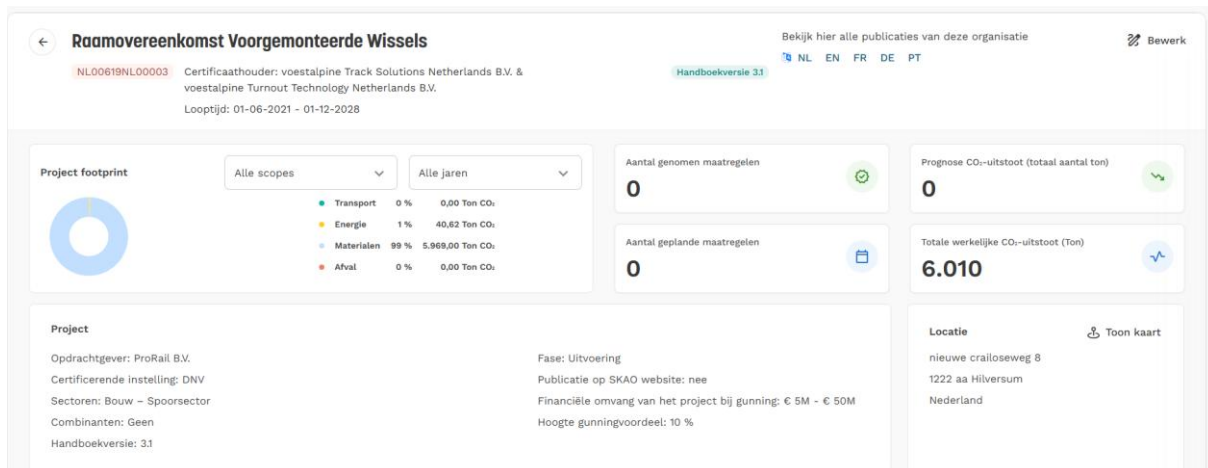 Raamovereenkomst Voorgemonteerde Wissels
NL00619NL00003
Certificaathouder: voestalpine Track Solutions Netherlands B.V. &
voestalpine Turnout Technology Netherlands B.V.
Looptijd: 01-06-2021 - 01-12-2028
Handboekversie 3.1
Bekijk hier alle publicaties van deze organisatie
NL EN FR DE PT
Bewerk
Project footprint
Alle scopes
Alle jaren
Transport 0 % 0,00 Ton CO₂
Energie 1 % 40,62 Ton CO₂
Materialen 99 % 5.969,00 Ton CO₂
Afval 0 % 0,00 Ton CO₂
Aantal genomen maatregelen
0
Prognose CO₂-uitstoot (totaal aantal ton)
0
Aantal geplande maatregelen
0
Totale werkelijke CO₂-uitstoot (Ton)
6.010
Project
Opdrachtgever: ProRail B.V.
Certificerende instelling: DNV
Sectoren: Bouw – Spoorsector
Combinanten: Geen
Handboekversie: 3.1
Fase: Uitvoering
Publicatie op SKAO website: nee
Financiële omvang van het project bij gunning: € 5M - € 50M
Hoogte gunningvoordeel: 10 %
Locatie
Toon kaart
nieuwe crailoseweg 8
1222 aa Hilversum
Nederland